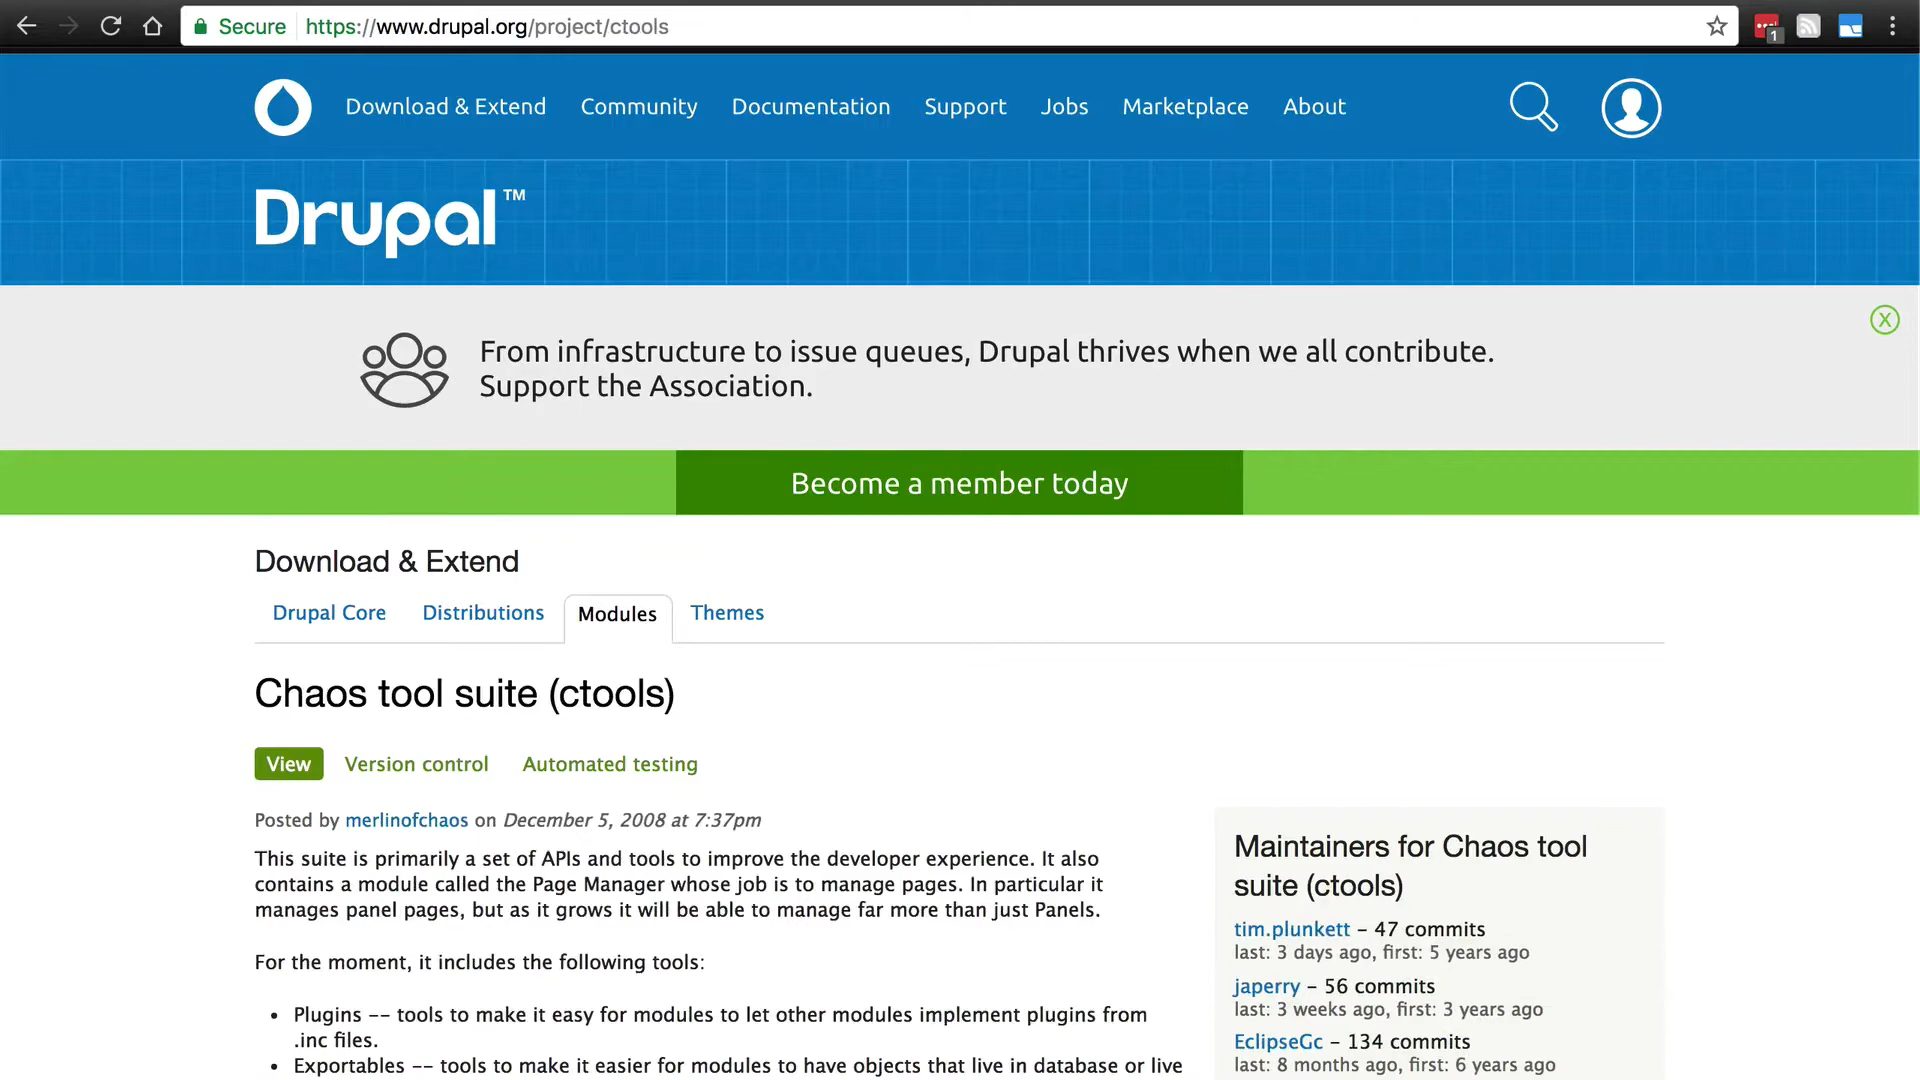 Secure https://www.drupal.org/project/ctools
1
Download & Extend Community Documentation Support Jobs Marketplace About
Drupal™
From infrastructure to issue queues, Drupal thrives when we all contribute.
Support the Association.
X
Become a member today
Download & Extend
Drupal Core Distributions Modules Themes
Chaos tool suite (ctools)
View Version control Automated testing
Posted by merlinofchaos on December 5, 2008 at 7:37pm
This suite is primarily a set of APIs and tools to improve the developer experience. It also
contains a module called the Page Manager whose job is to manage pages. In particular it
manages panel pages, but as it grows it will be able to manage far more than just Panels.
For the moment, it includes the following tools:
• Plugins -- tools to make it easy for modules to let other modules implement plugins from
.inc files.
• Exportables -- tools to make it easier for modules to have objects that live in database or live
Maintainers for Chaos tool
suite (ctools)
tim.plunkett – 47 commits
last: 3 days ago, first: 5 years ago
japerry – 56 commits
last: 3 weeks ago, first: 3 years ago
EclipseGc – 134 commits
last: 8 months ago, first: 6 years ago